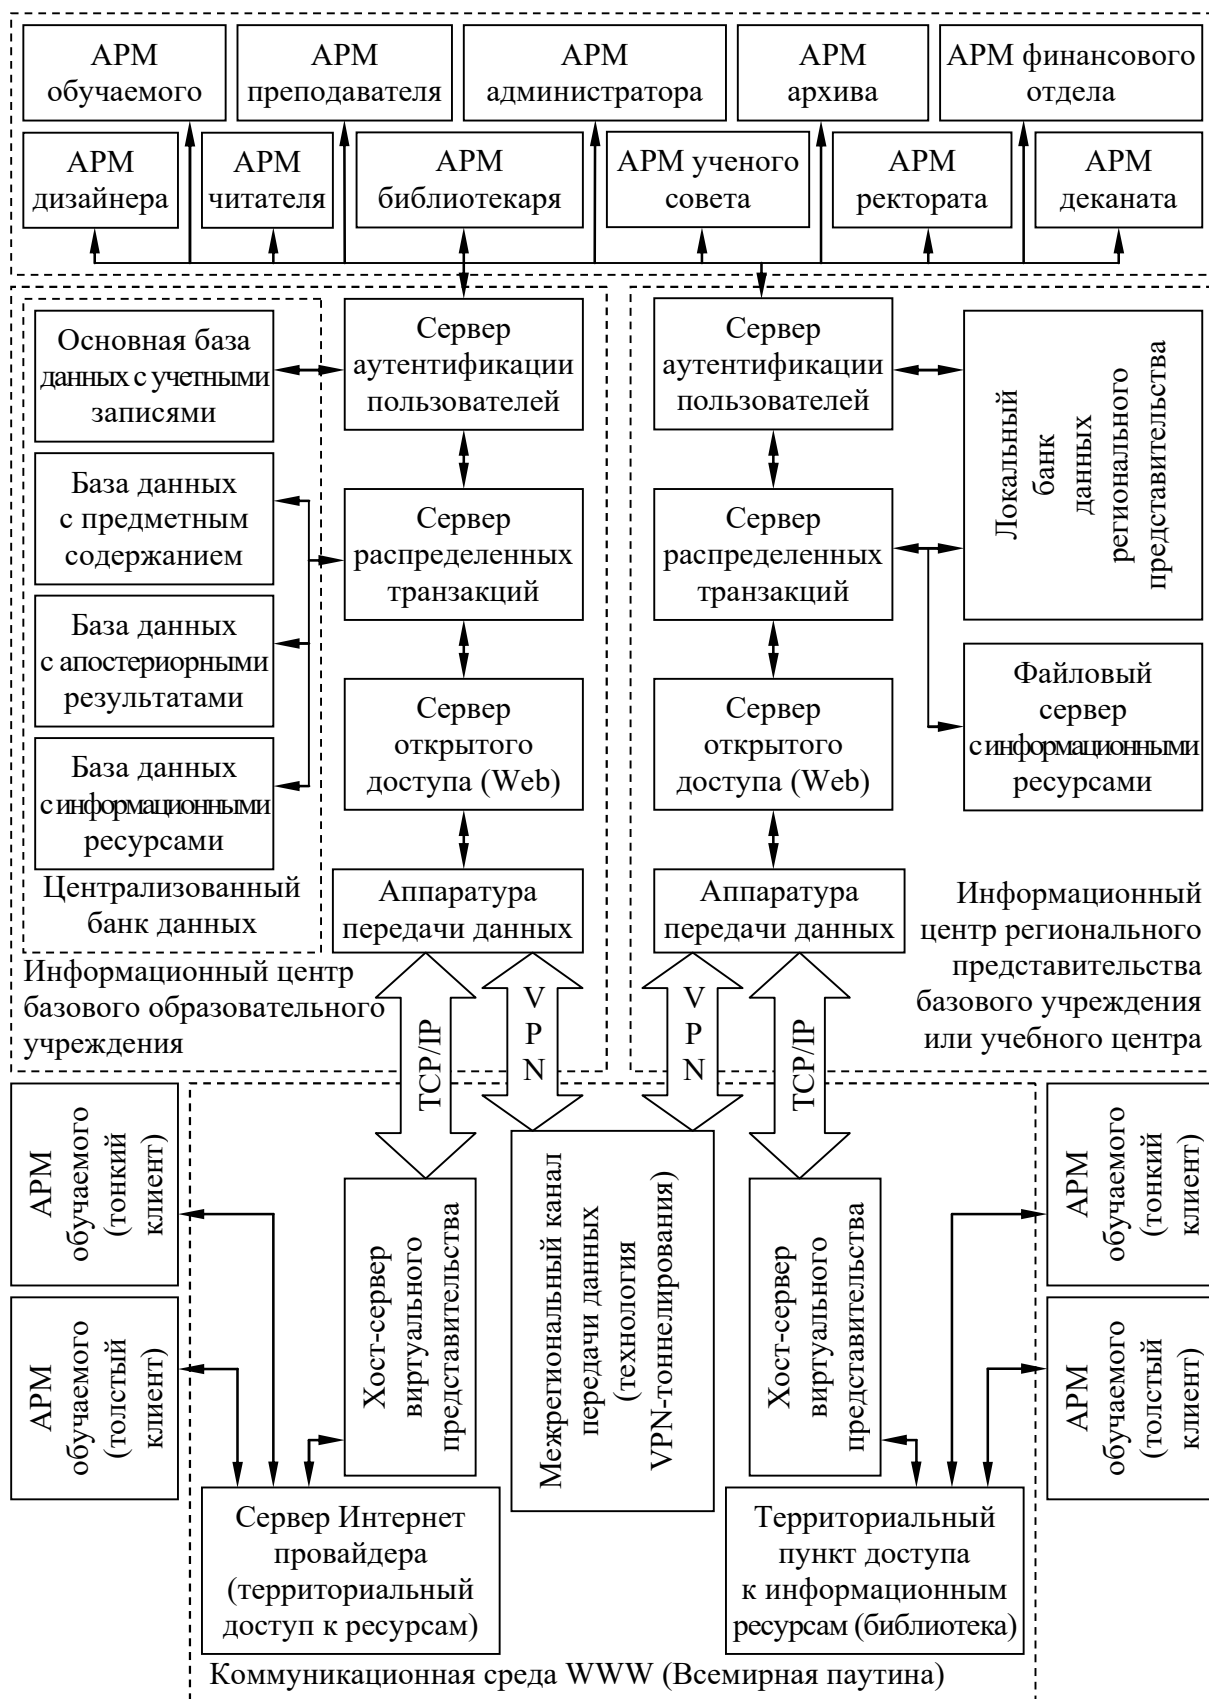 АРМ
обучаемого
АРМ
преподавателя
АРМ
администратора
АРМ
архива
АРМ финансового
отдела
АРМ
дизайнера
АРМ
читателя
АРМ
библиотекаря
АРМ ученого
совета
АРМ
ректората
АРМ
деканата
Основная база
данных с учетными
записями
Сервер
аутентификации
пользователей
Сервер
аутентификации
пользователей
Локальный
банк
данных
регионального
представительства
База данных
с предметным
содержанием
Сервер
распределенных
транзакций
Сервер
распределенных
транзакций
База данных
с апостериорными
результатами
Сервер
открытого
доступа (Web)
Сервер
открытого
доступа (Web)
Файловый
сервер
с информационными
ресурсами
База данных
с информационными
ресурсами
Централизованный
банк данных
Аппаратура
передачи данных
Аппаратура
передачи данных
Информационный центр
базового образовательного
учреждения
Информационный
центр регионального
представительства
базового учреждения
или учебного центра
TCP/IP
VPN
VPN
TCP/IP
АРМ
обучаемого
(тонкий
клиент)
АРМ
обучаемого
(толстый
клиент)
Хост-сервер
виртуального
представительства
Межрегиональный канал
передачи данных
(технология
VPN-тоннелирования)
Хост-сервер
виртуального
представительства
АРМ
обучаемого
(тонкий
клиент)
АРМ
обучаемого
(толстый
клиент)
Сервер Интернет
провайдера
(территориальный
доступ к ресурсам)
Территориальный
пункт доступа
к информационным
ресурсам (библиотека)
Коммуникационная среда WWW (Всемирная паутина)